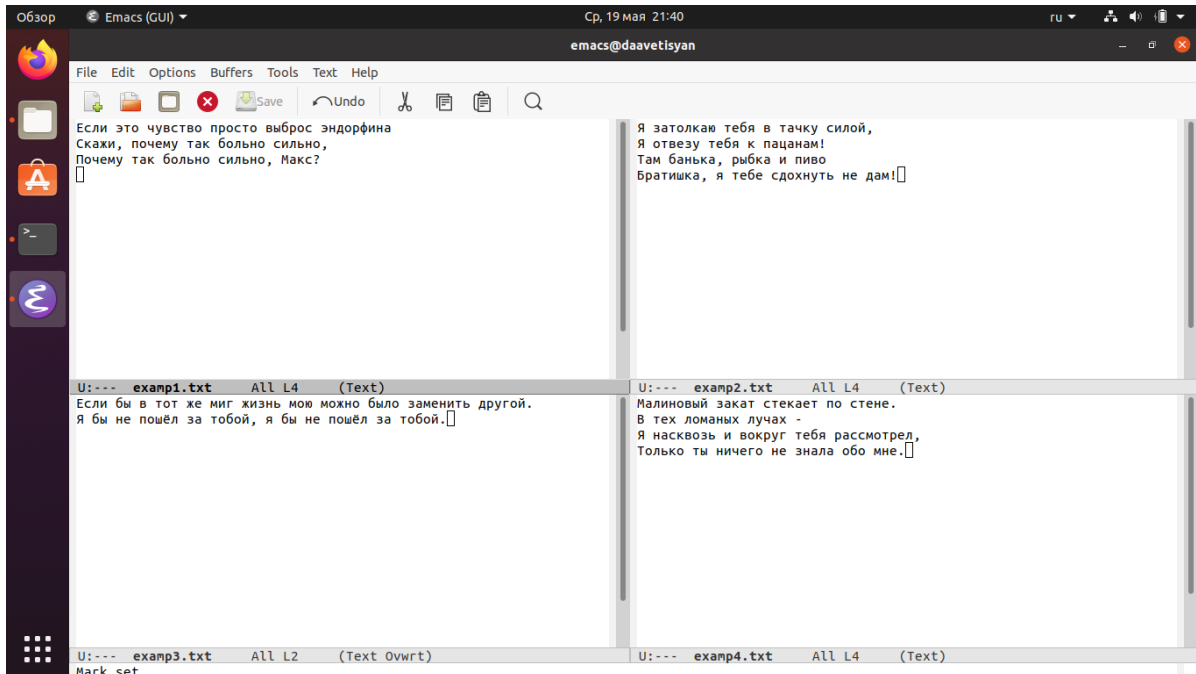 Обзор Emacs (GUI) Ср, 19 мая 21:40 ru
emacs@daavetisyan
File Edit Options Buffers Tools Text Help
Save Undo
Если это чувство просто выброс эндорфина
Скажи, почему так больно сильно,
Почему так больно сильно, Макс?
U:--- examp1.txt All L4 (Text)
Я затолкаю тебя в тачку силой,
Я отвезу тебя к пацанам!
Там банька, рыбка и пиво
Братишка, я тебе сдохнуть не дам!
U:--- examp2.txt All L4 (Text)
Если бы в тот же миг жизнь мою можно было заменить другой.
Я бы не пошёл за тобой, я бы не пошёл за тобой.
U:--- examp3.txt All L2 (Text Ovwrt)
Малиновый закат стекает по стене.
В тех ломаных лучах -
Я насквозь и вокруг тебя рассмотрел,
Только ты ничего не знала обо мне.
U:--- examp4.txt All L4 (Text)
Mark set